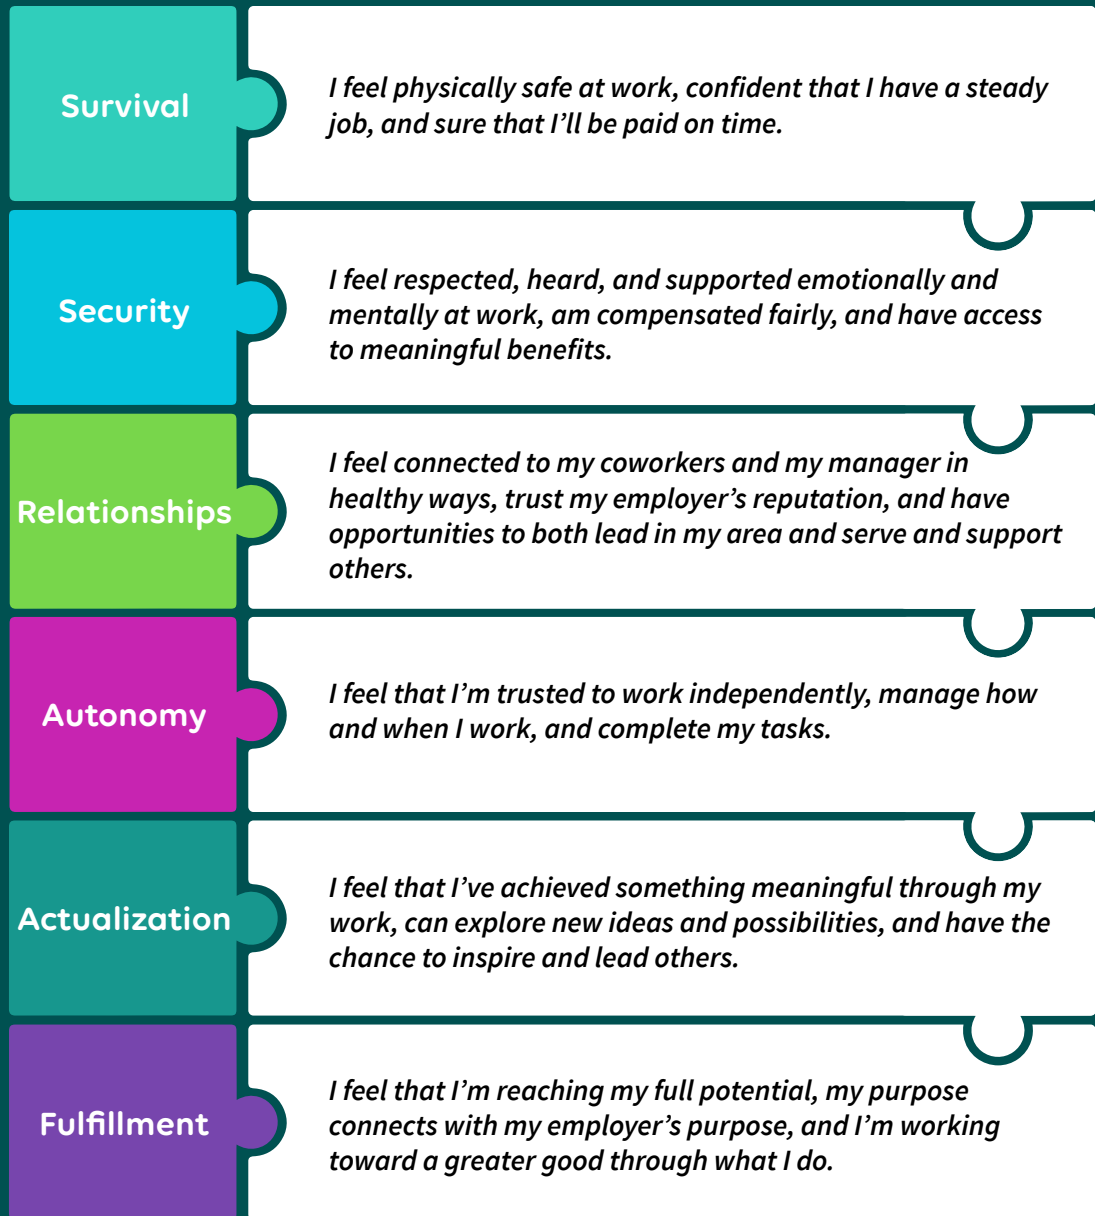 Survival
I feel physically safe at work, confident that I have a steady
job, and sure that I’ll be paid on time.
Security
I feel respected, heard, and supported emotionally and
mentally at work, am compensated fairly, and have access
to meaningful benefits.
Relationships
I feel connected to my coworkers and my manager in
healthy ways, trust my employer’s reputation, and have
opportunities to both lead in my area and serve and support
others.
Autonomy
I feel that I’m trusted to work independently, manage how
and when I work, and complete my tasks.
Actualization
I feel that I’ve achieved something meaningful through my
work, can explore new ideas and possibilities, and have the
chance to inspire and lead others.
Fulfillment
I feel that I’m reaching my full potential, my purpose
connects with my employer’s purpose, and I’m working
toward a greater good through what I do.